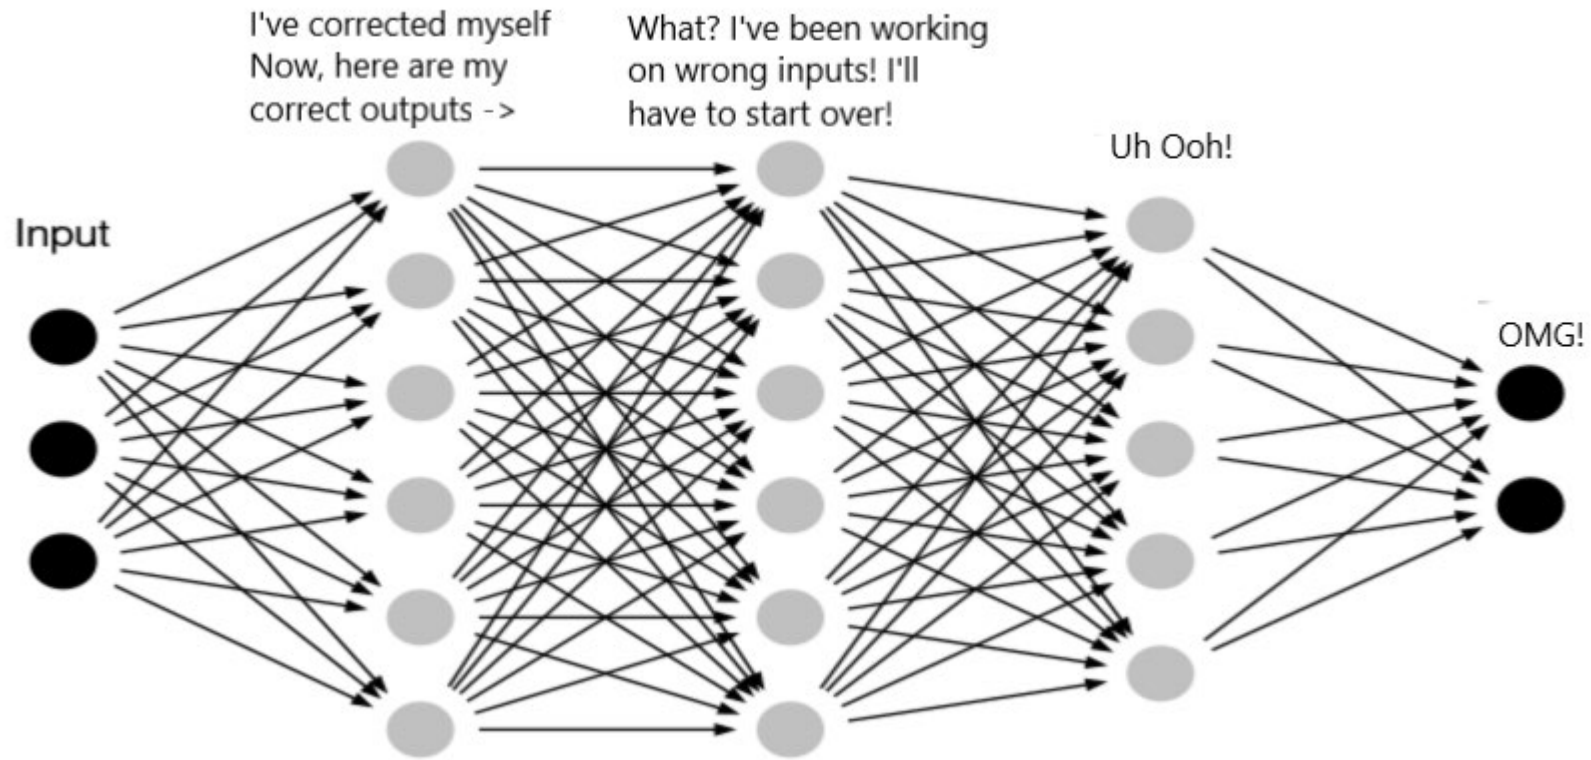 I've corrected myself
Now, here are my
correct outputs ->
What? I've been working
on wrong inputs! I'll
have to start over!
Uh Ooh!
Input
OMG!